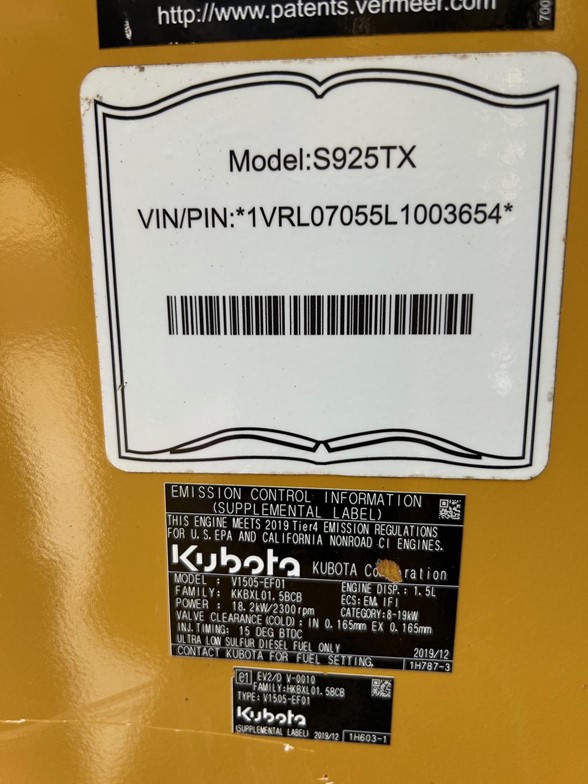 http://www.patents.vermeer.com
700
Model:S925TX
VIN/PIN:*1VRL07055L1003654*
EMISSION CONTROL INFORMATION
(SUPPLEMENTAL LABEL)
THIS ENGINE MEETS 2019 Tier4 EMISSION REGULATIONS
FOR U.S.EPA AND CALIFORNIA NONROAD CI ENGINES.
Kubota KUBOTA
MODEL : V1505-EF01 ENGINE DISP.: 1.5L
FAMILY: KKBXL01.5BCB ECS:EM, IFI
POWER : 18.2kW/2300rpm CATEGORY:8-19kW
VALVE CLEARANCE (COLD) : IN 0.165mm EX 0.165mm
INJ.TIMING: 15 DEG BTDC
ULTRA LOW SULFUR DIESEL FUEL ONLY 2019/12
CONTACT KUBOTA FOR FUEL SETTING. 1H787-3
e1 EV2/D V-0010
FAMILY:HKBXL01.5BCB
TYPE: V1505-EF01
Kubota
(SUPPLEMENTAL LABEL) 2019/12 1H603-1